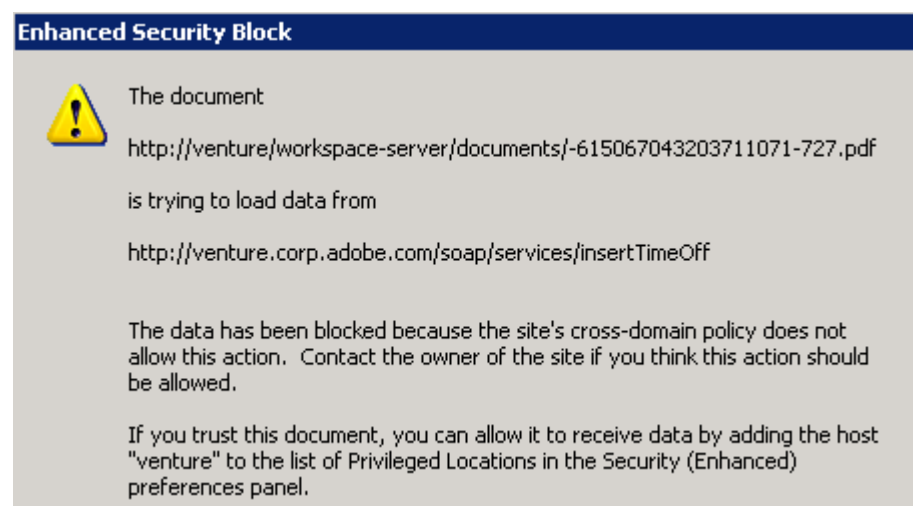 Enhanced Security Block
The document
http://venture/workspace-server/documents/-615067043203711071-727.pdf
is trying to load data from
http://venture.corp.adobe.com/soap/services/insertTimeOff
The data has been blocked because the site's cross-domain policy does not
allow this action.  Contact the owner of the site if you think this action should
be allowed.
If you trust this document, you can allow it to receive data by adding the host
"venture" to the list of Privileged Locations in the Security (Enhanced)
preferences panel.